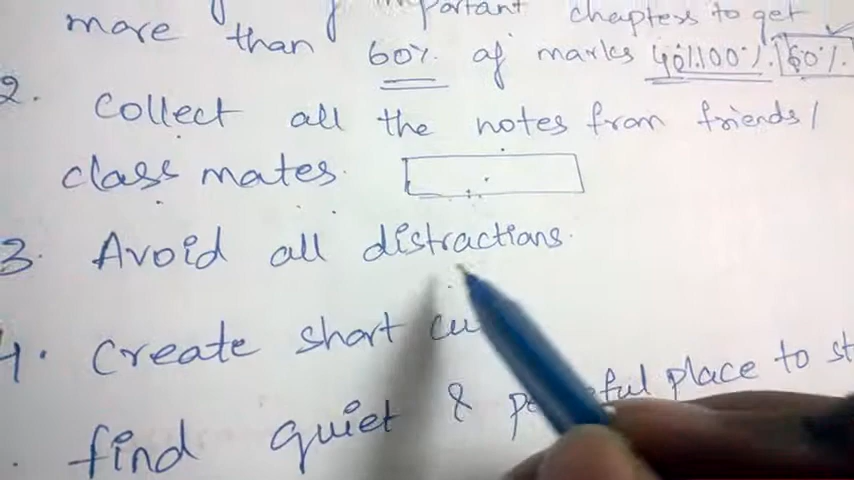 important chapters to get
more than 60% of marks 40/100%. 60%.
2. Collect all the notes from friends/
class mates.
3. Avoid all distractions.
4. Create short cu
find quiet & place to st